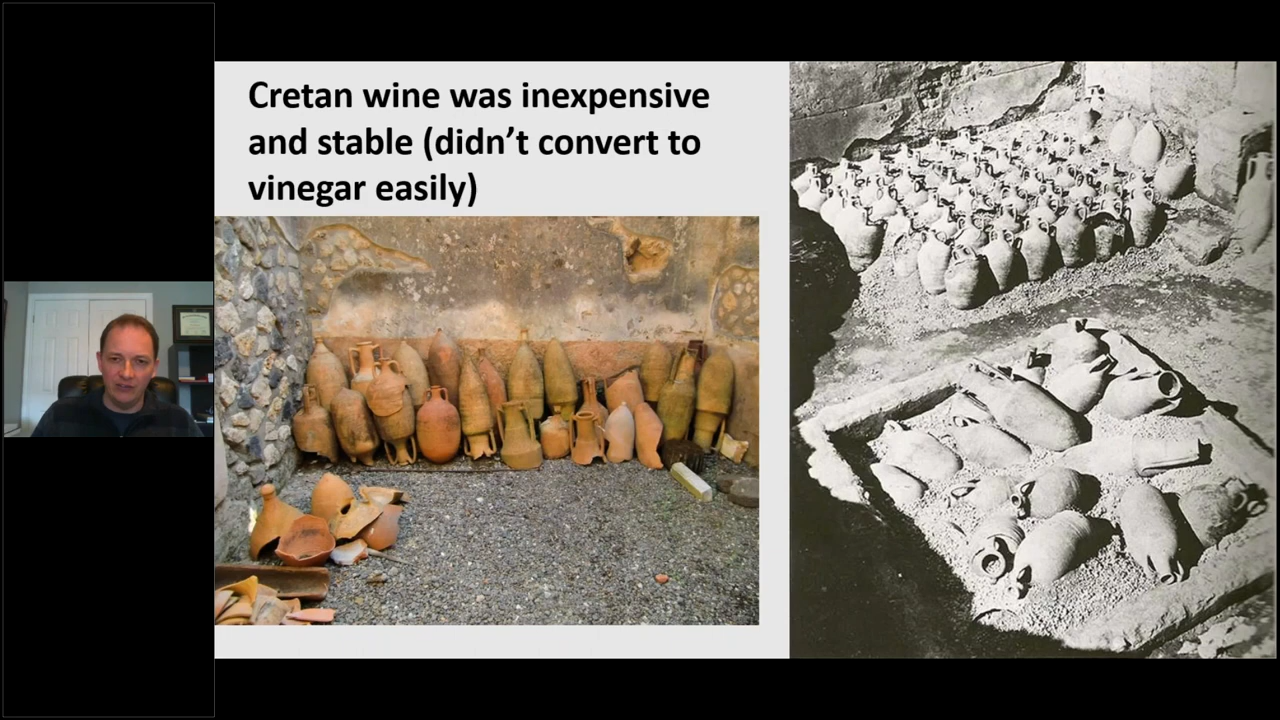 Cretan wine was inexpensive
and stable (didn’t convert to
vinegar easily)